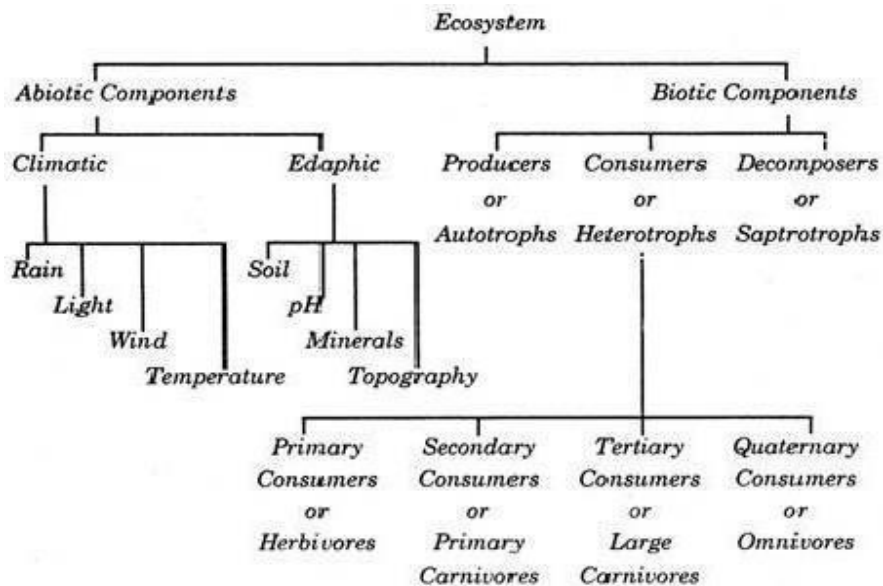 Ecosystem
Abiotic Components Biotic Components
Climatic Edaphic Producers Consumers Decomposers
or or or
Autotrophs Heterotrophs Saptrotrophs
Rain Soil
Light pH
Wind Minerals
Temperature Topography
Primary Secondary Tertiary Quaternary
Consumers Consumers Consumers Consumers
or or or or
Herbivores Primary Large Omnivores
Carnivores Carnivores